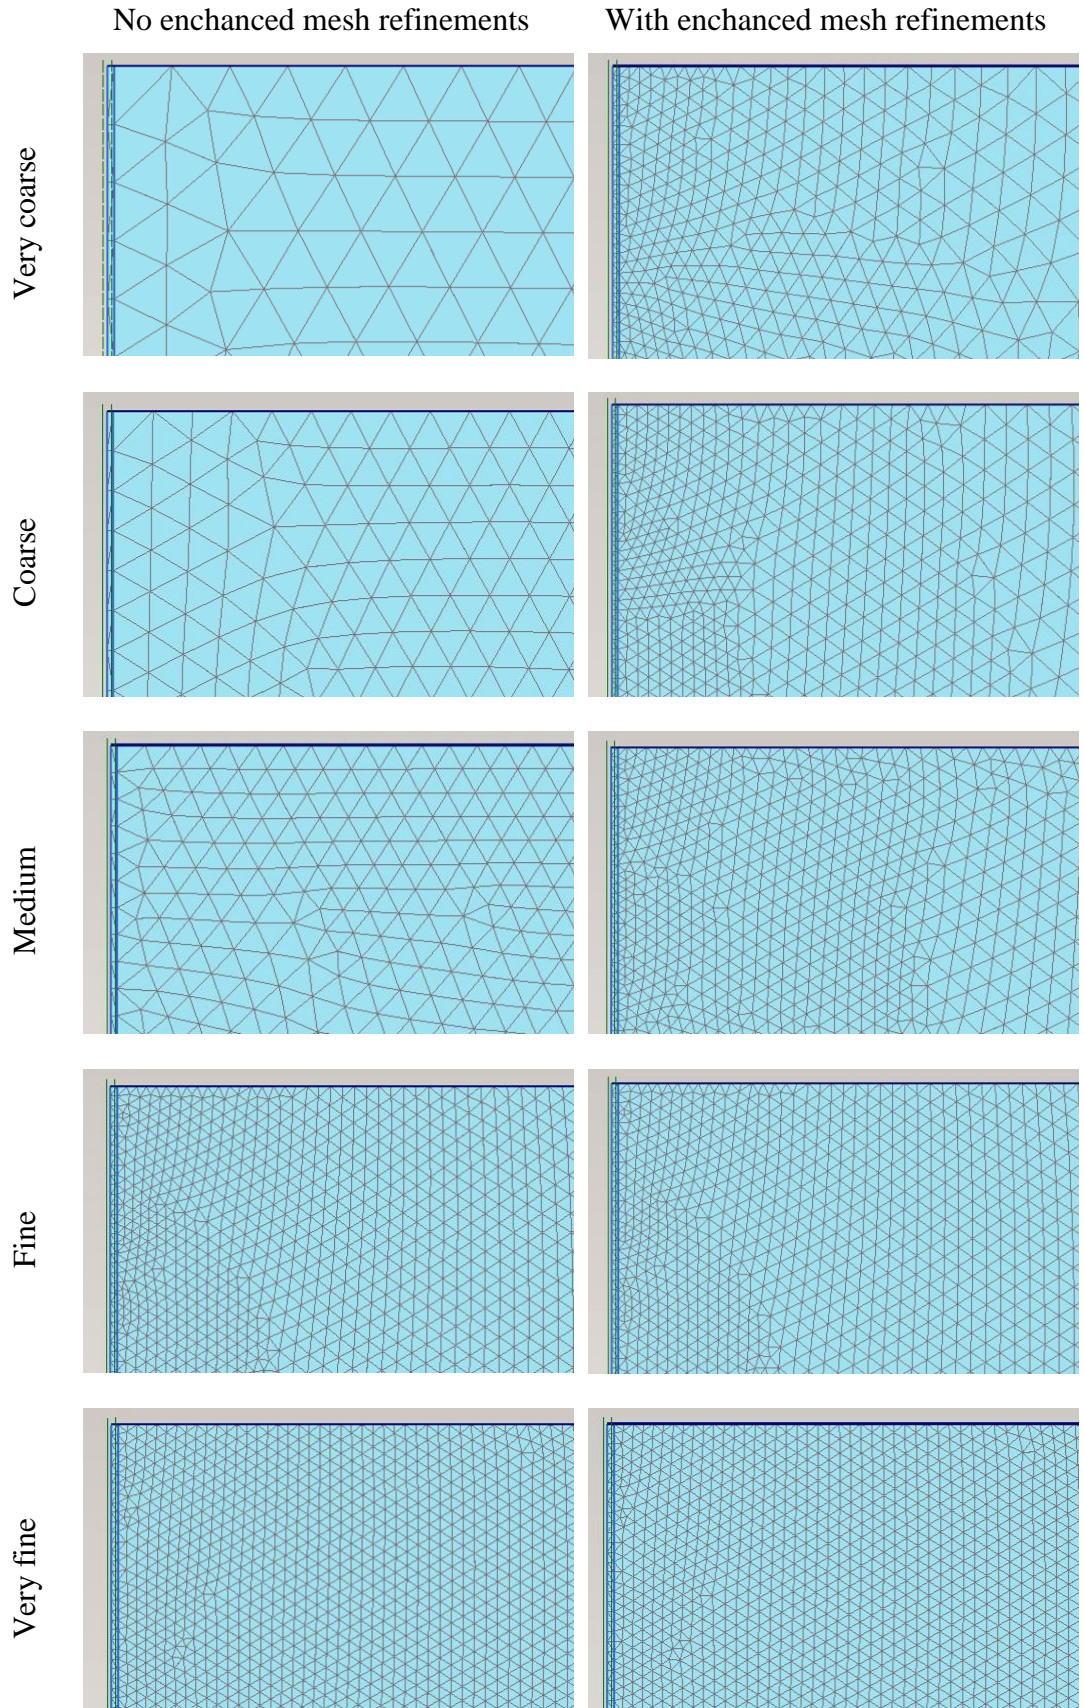 No enchanced mesh refinements
With enchanced mesh refinements
Very coarse
Coarse
Medium
Fine
Very fine